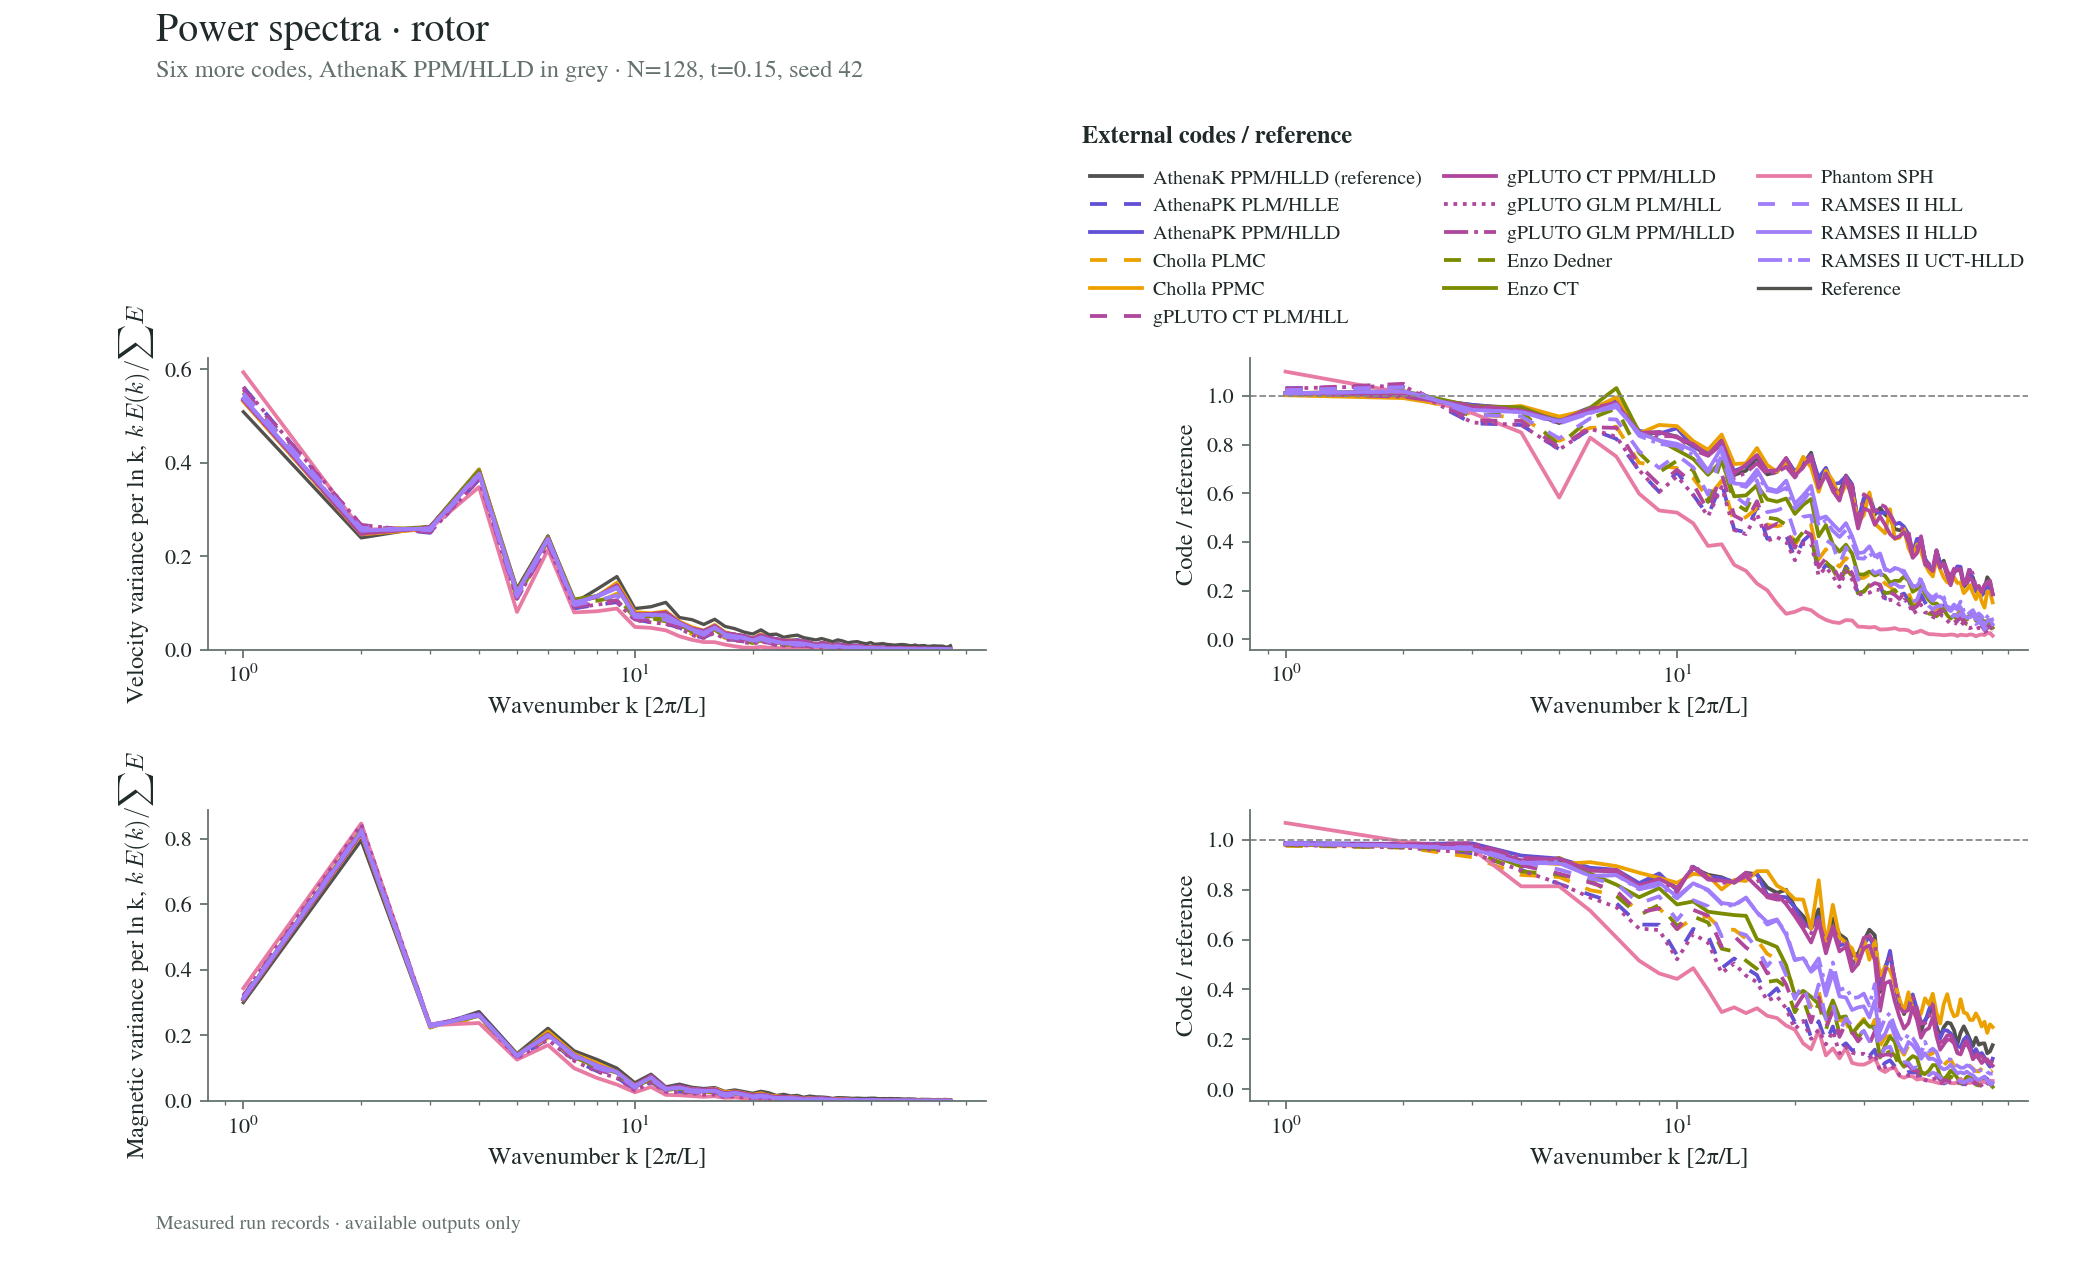 Power spectra · rotor
Six more codes, AthenaK PPM/HLLD in grey · N=128, t=0.15, seed 42
External codes / reference
AthenaK PPM/HLLD (reference)
AthenaPK PLM/HLLE
AthenaPK PPM/HLLD
Cholla PLMC
Cholla PPMC
gPLUTO CT PLM/HLL
gPLUTO CT PPM/HLLD
gPLUTO GLM PLM/HLL
gPLUTO GLM PPM/HLLD
Enzo Dedner
Enzo CT
Phantom SPH
RAMSES II HLL
RAMSES II HLLD
RAMSES II UCT-HLLD
Reference
Velocity variance per ln k, k E(k)/∑E
0.6
0.4
0.2
0.0
10⁰
10¹
Wavenumber k [2π/L]
Code / reference
1.0
0.8
0.6
0.4
0.2
0.0
10⁰
10¹
Wavenumber k [2π/L]
Magnetic variance per ln k, k E(k)/∑E
0.8
0.6
0.4
0.2
0.0
10⁰
10¹
Wavenumber k [2π/L]
Code / reference
1.0
0.8
0.6
0.4
0.2
0.0
10⁰
10¹
Wavenumber k [2π/L]
Measured run records · available outputs only